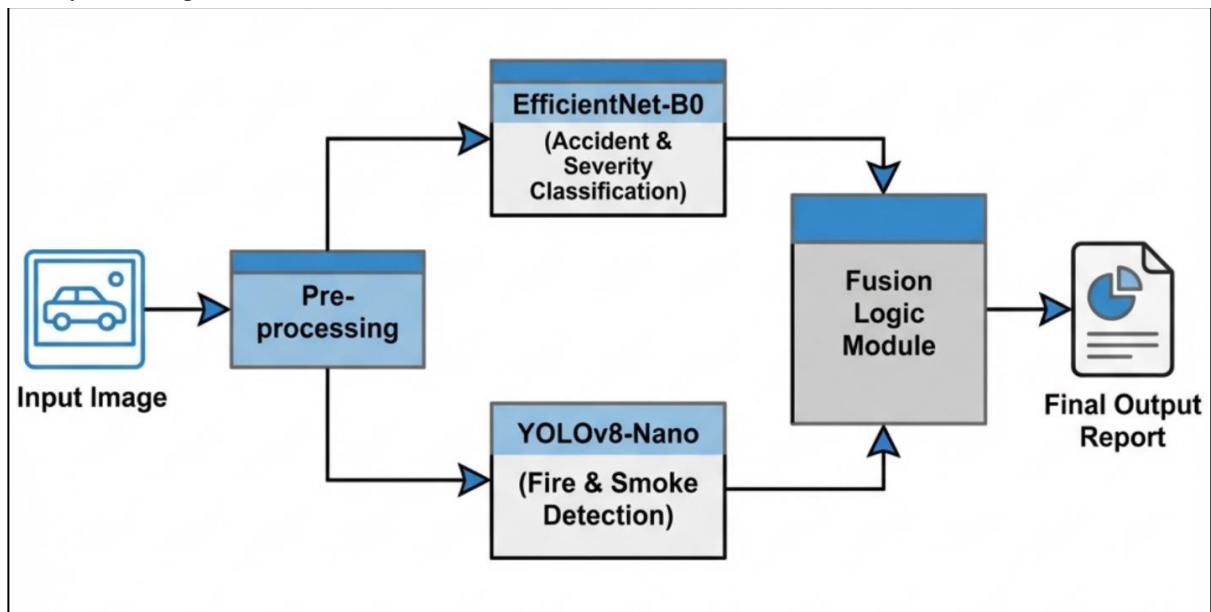 EfficientNet-B0
(Accident &
Severity
Classification)
Pre-
processing
Input Image
Fusion
Logic
Module
YOLOv8-Nano
(Fire & Smoke
Detection)
Final Output
Report